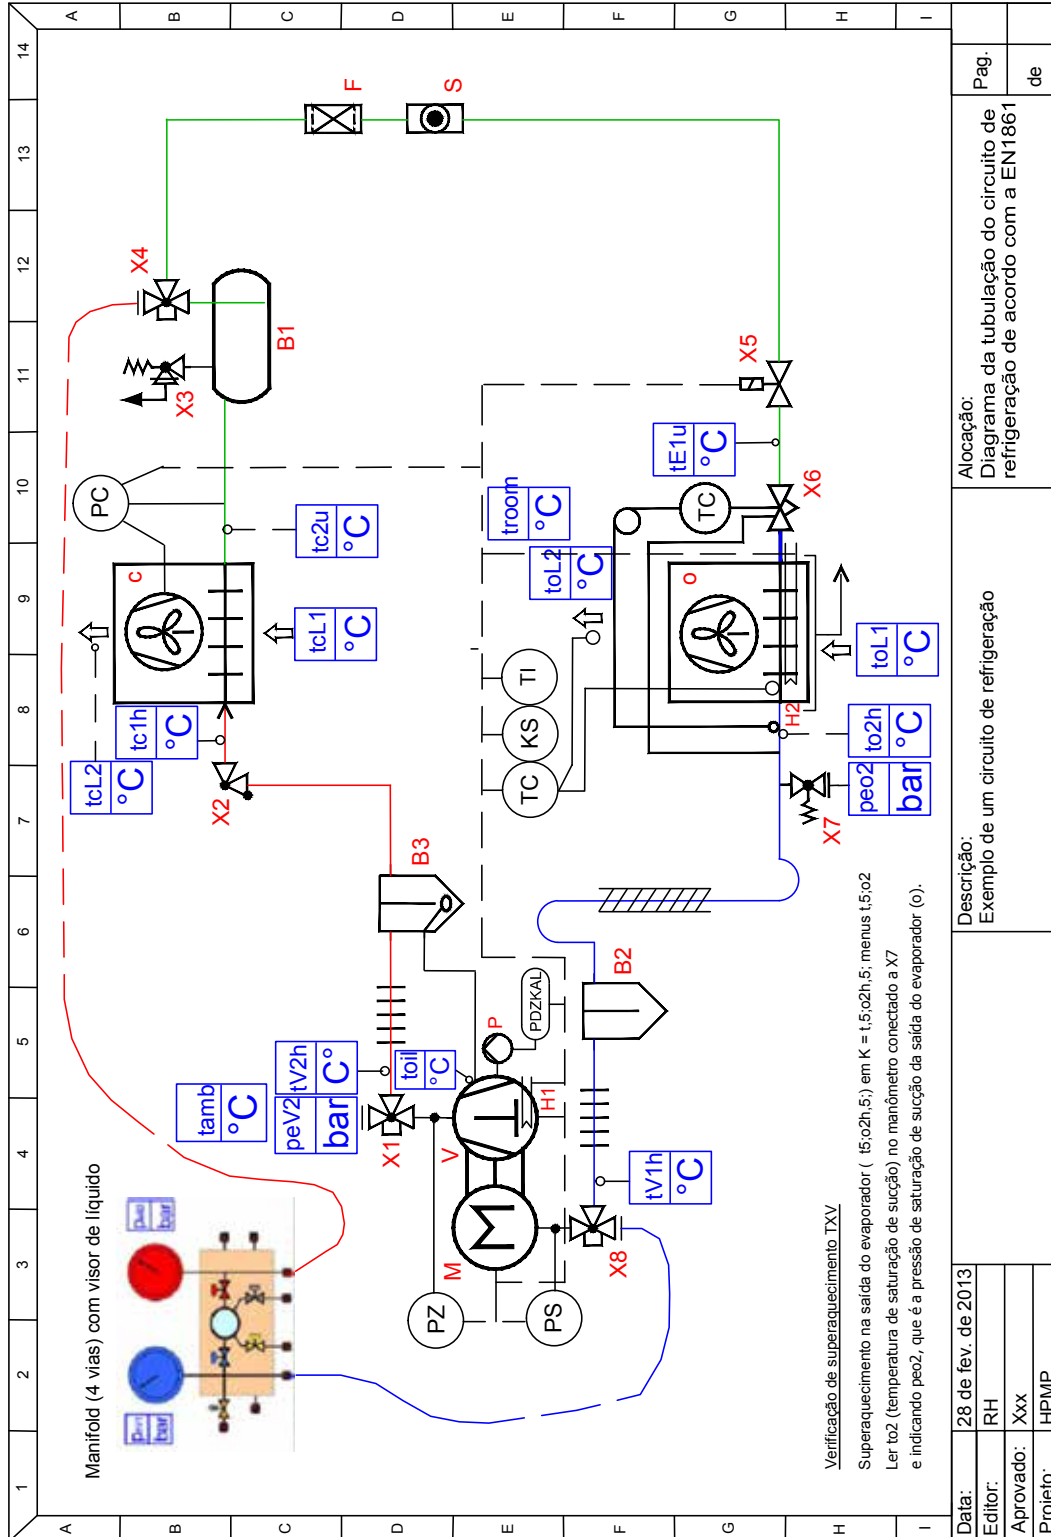 1 2 3 4 5 6 7 8 9 10 11 12 13 14
A
B
C
D
E
F
G
H
I
A
B
C
D
E
F
G
H
I
Manifold (4 vias) com visor de líquido
bar
bar
tcL2
°C
tc1h
°C
tcL1
°C
tc2u
°C
PC
c
X2
X3
X4
B1
F
S
tamb
°C
peV2
bar
tV2h
C°
toil
°C
X1
B3
V
M
P
H1
PZ
PS
PDZKAL
TC
KS
TI
troom
°C
toL2
°C
tE1u
°C
X5
X6
TC
o
H2
toL1
°C
to2h
°C
peo2
bar
X7
B2
tV1h
°C
X8
Verificação de superaquecimento TXV
Superaquecimento na saída do evaporador ( t5;o2h,5;) em K = t,5;o2h,5; menus t,5;o2
Ler to2 (temperatura de saturação de sucção) no manômetro conectado a X7
e indicando peo2, que é a pressão de saturação de sucção da saída do evaporador (o).
Data: 28 de fev. de 2013
Editor: RH
Aprovado: Xxx
Projeto: HPMP
Descrição:
Exemplo de um circuito de refrigeração
Alocação:
Diagrama da tubulação do circuito de
refrigeração de acordo com a EN1861
Pag.
de